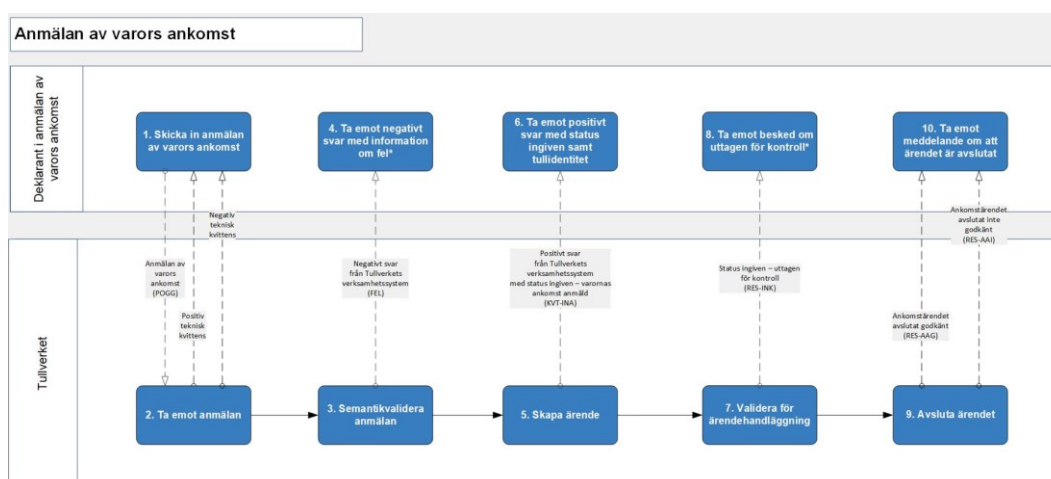 Anmälan av varors ankomst
Deklarant i anmälan av
varors ankomst
1. Skicka in anmälan
av varors ankomst
4. Ta emot negativt
svar med information
om fel*
6. Ta emot positivt
svar med status
ingiven samt
tullidentitet
8. Ta emot besked om
uttagen för kontroll*
10. Ta emot
meddelande om att
ärendet är avslutat
Negativ
teknisk
kvittens
Ankomstärendet
avslutat inte
godkänt
(RES-AAI)
Anmälan av
varors
ankomst
(POGG)
Negativt svar
från Tullverkets
verksamhetssystem
(FEL)
Positivt svar
från Tullverkets
verksamhetssystem
med status ingiven – varornas
ankomst anmäld
(KVT-INA)
Status ingiven – uttagen
för kontroll
(RES-INK)
Positiv
teknisk
kvittens
Ankomstärendet
avslutat godkänt
(RES-AAG)
Tullverket
2. Ta emot anmälan
3. Semantikvalidera
anmälan
5. Skapa ärende
7. Validera för
ärendehandläggning
9. Avsluta ärendet